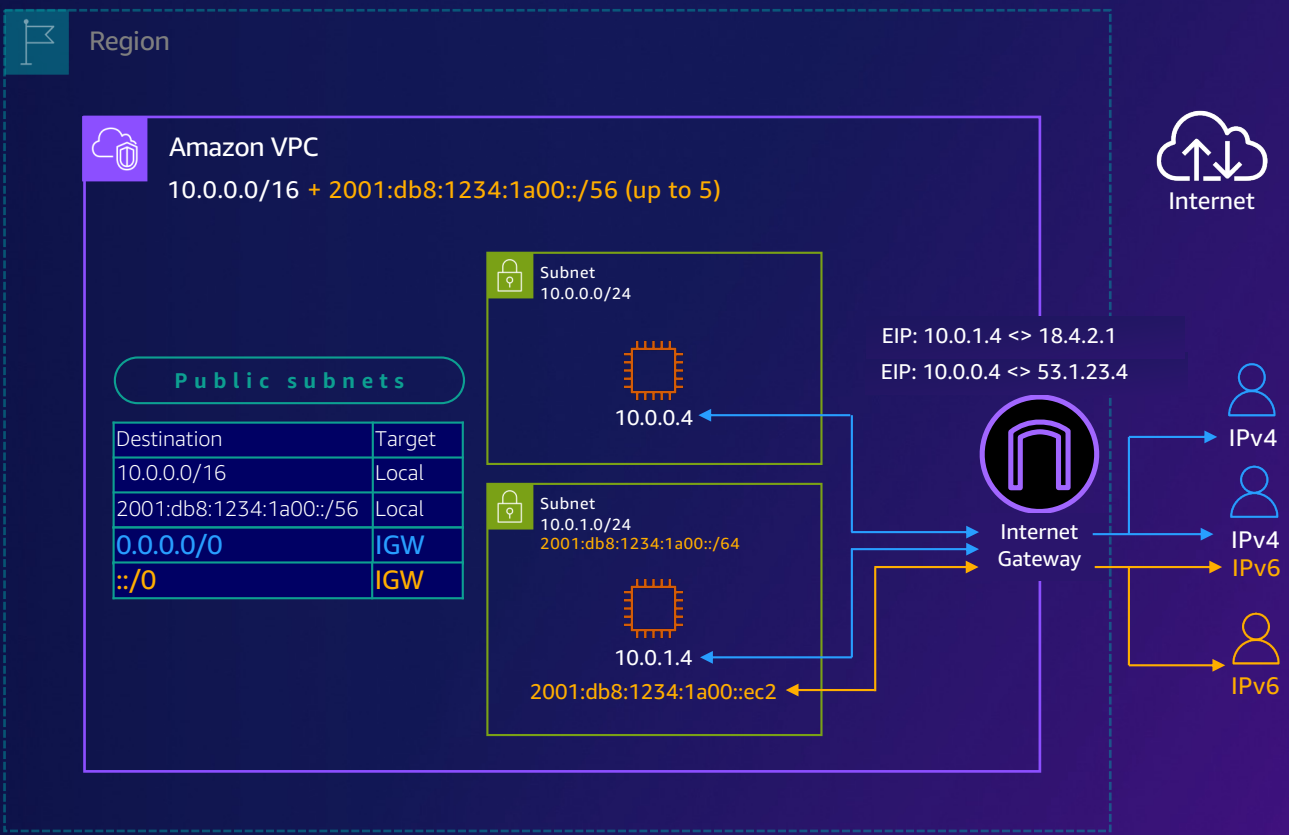 Region
Amazon VPC
10.0.0.0/16 + 2001:db8:1234:1a00::/56 (up to 5)
Internet
Subnet
10.0.0.0/24
10.0.0.4
EIP: 10.0.1.4 <> 18.4.2.1
EIP: 10.0.0.4 <> 53.1.23.4
Public subnets
Destination Target
10.0.0.0/16 Local
2001:db8:1234:1a00::/56 Local
0.0.0.0/0 IGW
::/0 IGW
Subnet
10.0.1.0/24
2001:db8:1234:1a00::/64
10.0.1.4
2001:db8:1234:1a00::ec2
Internet
Gateway
IPv4
IPv4
IPv6
IPv6